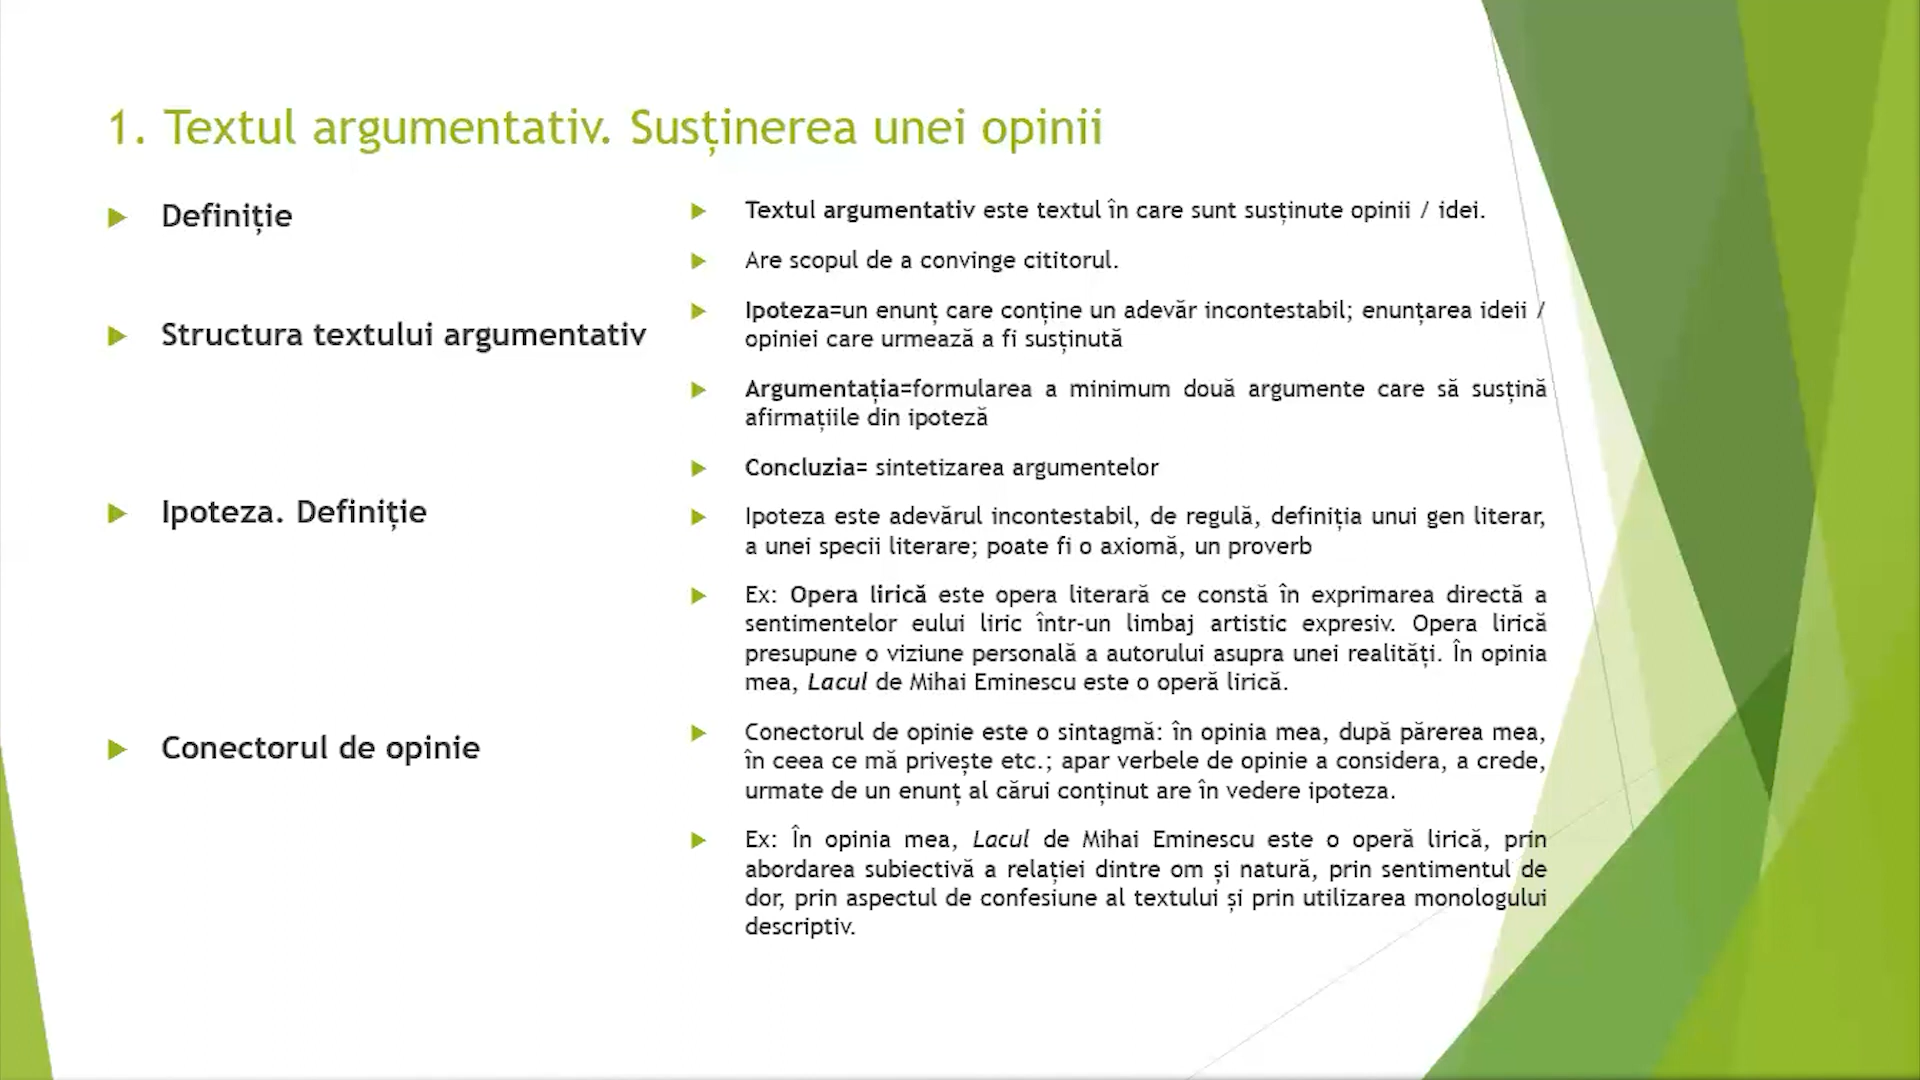 1. Textul argumentativ. Susținerea unei opinii
Definiție
Structura textului argumentativ
Ipoteza. Definiție
Conectorul de opinie
Textul argumentativ este textul în care sunt susținute opinii / idei.
Are scopul de a convinge cititorul.
Ipoteza=un enunț care conține un adevăr incontestabil; enunțarea ideii /
opiniei care urmează a fi susținută
Argumentația=formularea a minimum două argumente care să susțină
afirmațiile din ipoteză
Concluzia= sintetizarea argumentelor
Ipoteza este adevărul incontestabil, de regulă, definiția unui gen literar,
a unei specii literare; poate fi o axiomă, un proverb
Ex: Opera lirică este opera literară ce constă în exprimarea directă a
sentimentelor eului liric într-un limbaj artistic expresiv. Opera lirică
presupune o viziune personală a autorului asupra unei realități. În opinia
mea, Lacul de Mihai Eminescu este o operă lirică.
Conectorul de opinie este o sintagmă: în opinia mea, după părerea mea,
în ceea ce mă privește etc.; apar verbele de opinie a considera, a crede,
urmate de un enunț al cărui conținut are în vedere ipoteza.
Ex: În opinia mea, Lacul de Mihai Eminescu este o operă lirică, prin
abordarea subiectivă a relației dintre om și natură, prin sentimentul de
dor, prin aspectul de confesiune al textului și prin utilizarea monologului
descriptiv.